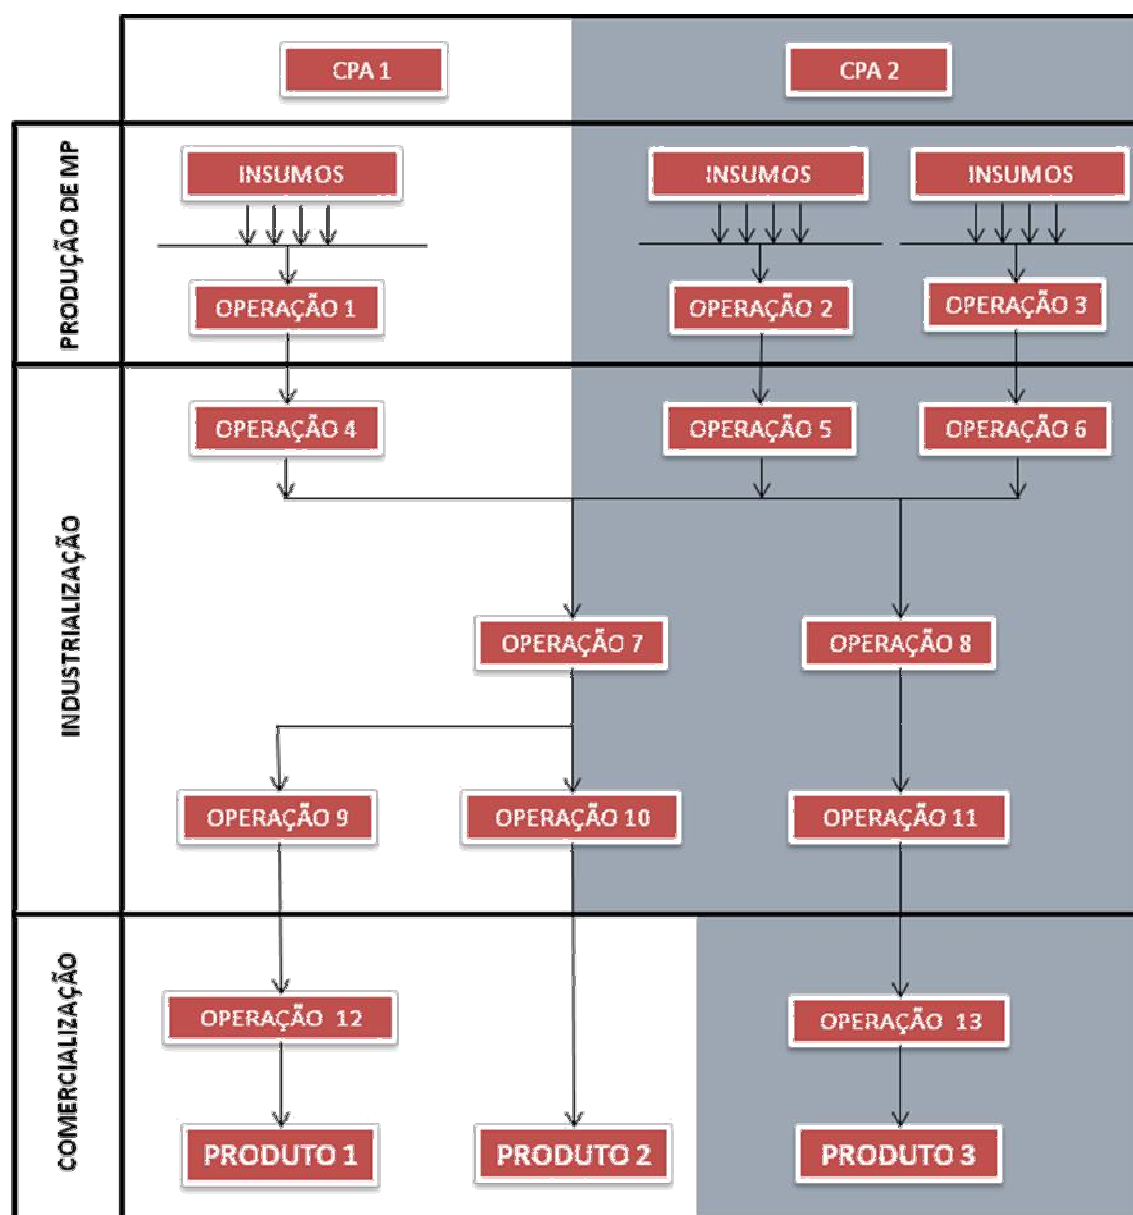 CPA 1
CPA 2
PRODUÇÃO DE MP
INSUMOS
INSUMOS
INSUMOS
OPERAÇÃO 1
OPERAÇÃO 2
OPERAÇÃO 3
INDUSTRIALIZAÇÃO
OPERAÇÃO 4
OPERAÇÃO 5
OPERAÇÃO 6
OPERAÇÃO 7
OPERAÇÃO 8
OPERAÇÃO 9
OPERAÇÃO 10
OPERAÇÃO 11
COMERCIALIZAÇÃO
OPERAÇÃO 12
OPERAÇÃO 13
PRODUTO 1
PRODUTO 2
PRODUTO 3